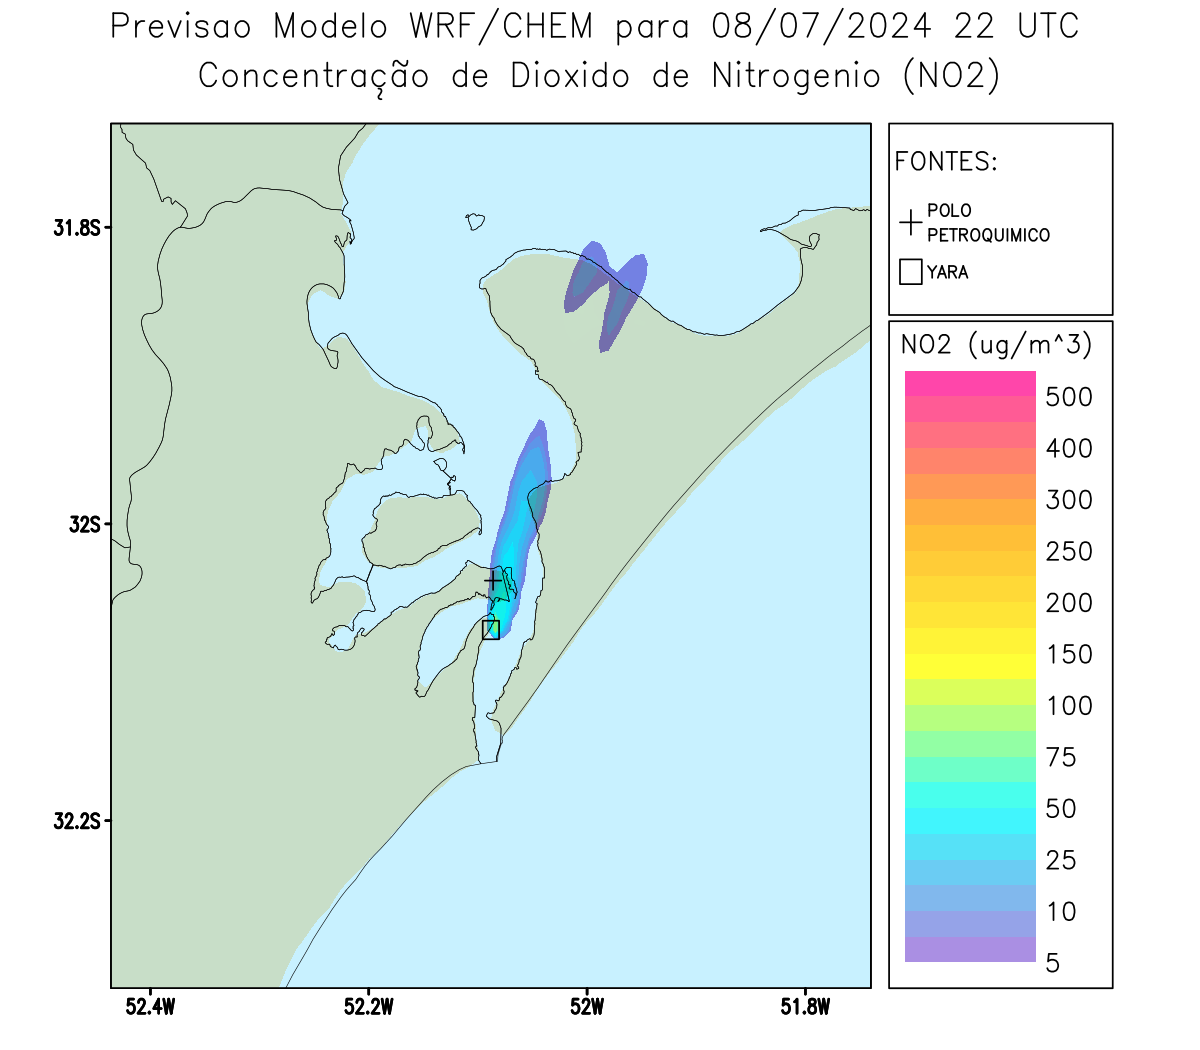 Previsao Modelo WRF/CHEM para 08/07/2024 22 UTC
Concentração de Dioxido de Nitrogenio (NO2)
FONTES:
POLO
PETROQUIMICO
YARA
31.8S
32S
32.2S
52.4W
52.2W
52W
51.8W
NO2 (ug/m^3)
500
400
300
250
200
150
100
75
50
25
10
5